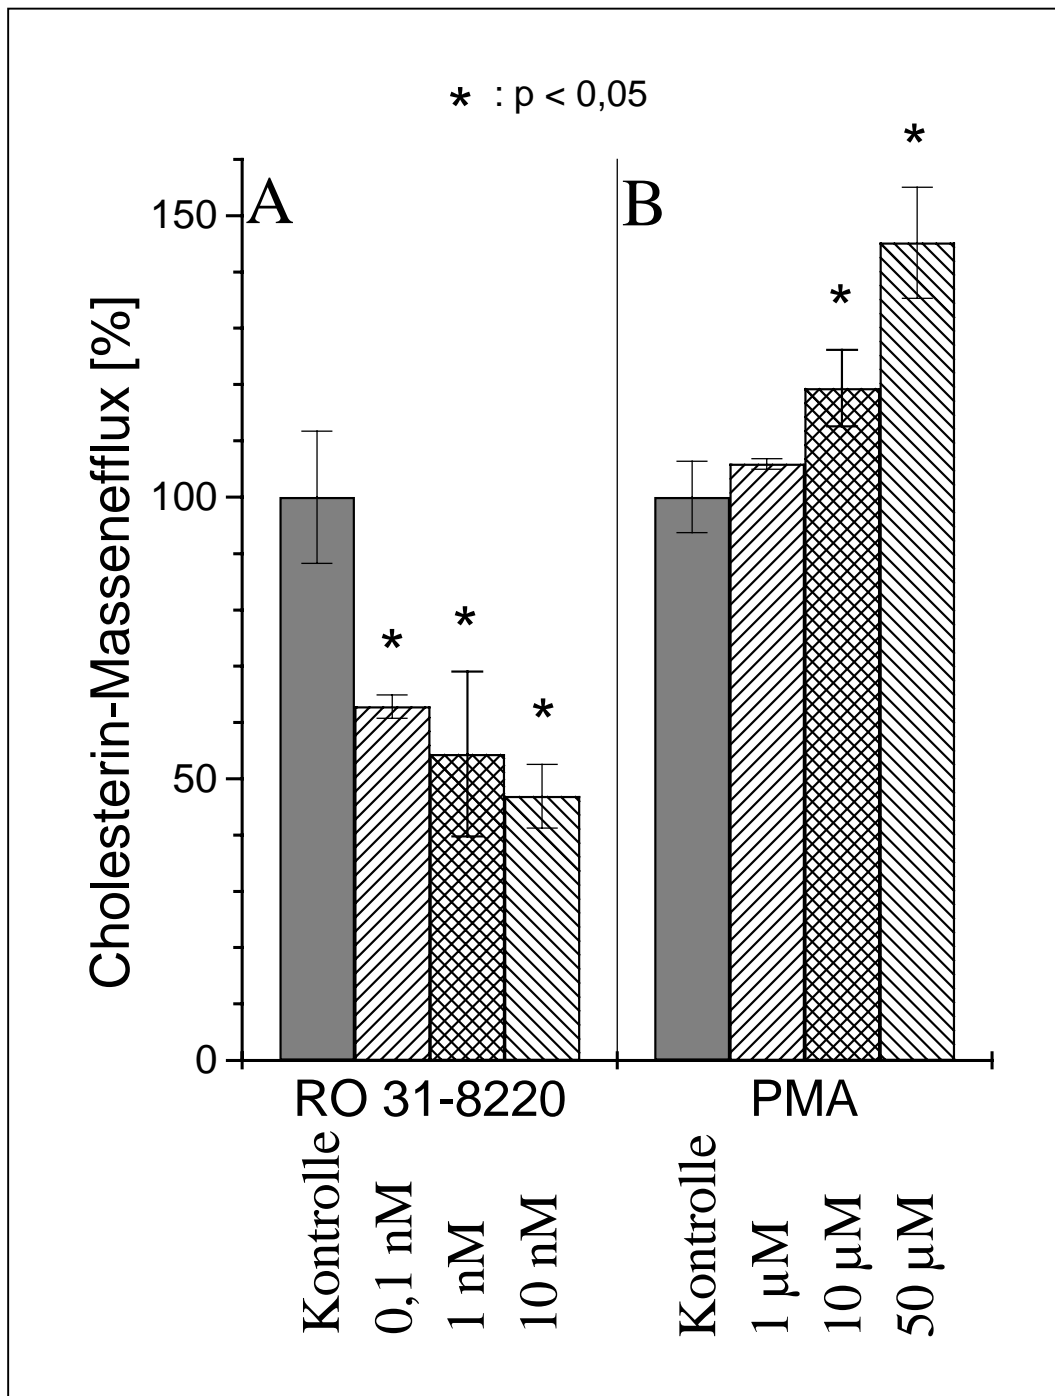 * : p < 0,05
A
B
*
*
*
*
*
Cholesterin-Massenefflux [%]
150
100
50
0
RO 31-8220
PMA
Kontrolle
0,1 nM
1 nM
10 nM
Kontrolle
1 µM
10 µM
50 µM